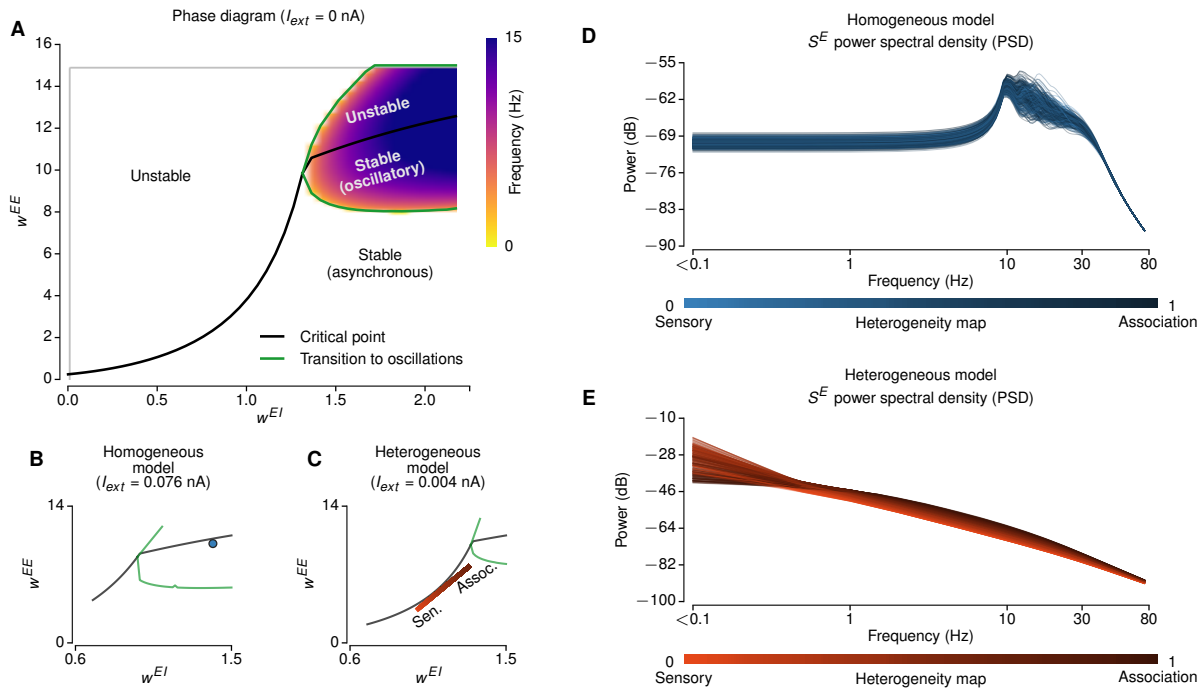 A
Phase diagram (I_ext = 0 nA)
16
14
12
10
8
6
4
2
0
w^EE
0.0
0.5
1.0
1.5
2.0
w^EI
Unstable
Unstable
Stable
(oscillatory)
Stable
(asynchronous)
Critical point
Transition to oscillations
15
0
Frequency (Hz)
B
Homogeneous
model
(I_ext = 0.076 nA)
14
0
w^EE
0.6
1.5
w^EI
C
Heterogeneous
model
(I_ext = 0.004 nA)
14
0
w^EE
Sen.
Assoc.
0.6
1.5
w^EI
D
Homogeneous model
S^E power spectral density (PSD)
−55
−62
−69
−76
−83
−90
Power (dB)
<0.1
1
10
30
80
Frequency (Hz)
0
1
Sensory
Heterogeneity map
Association
E
Heterogeneous model
S^E power spectral density (PSD)
−10
−28
−46
−64
−82
−100
Power (dB)
<0.1
1
10
30
80
Frequency (Hz)
0
1
Sensory
Heterogeneity map
Association